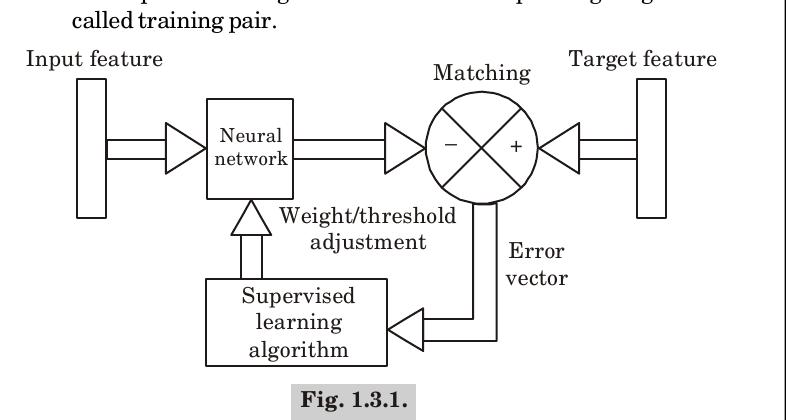 called training pair.
Input feature
Target feature
Matching
Neural
network
−
+
Weight/threshold
adjustment
Error
vector
Supervised
learning
algorithm
Fig. 1.3.1.